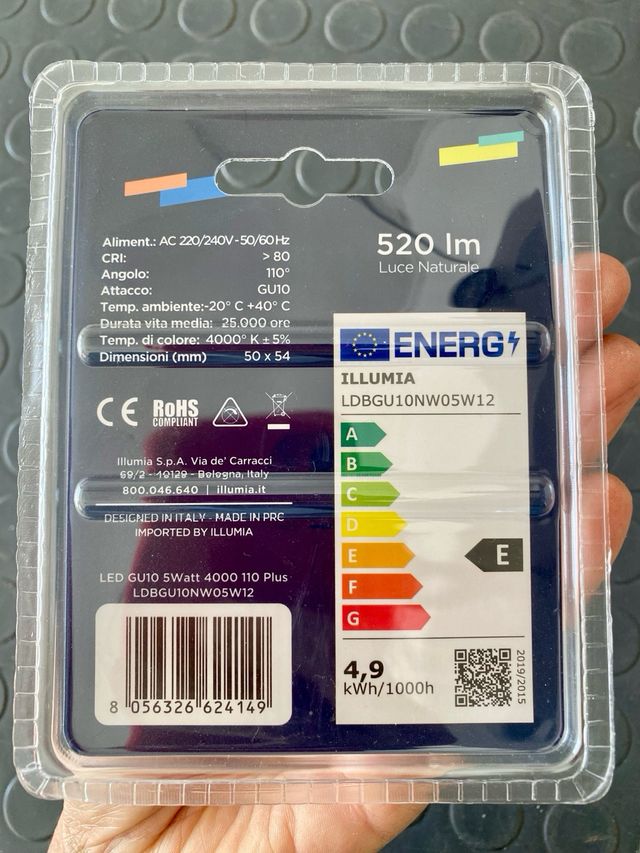 Aliment.: AC 220/240V - 50/60Hz
CRI: > 80
Angolo: 110°
Attacco: GU10
Temp. ambiente:-20° C +40° C
Durata vita media: 25.000 ore
Temp. di colore: 4000° K ± 5%
Dimensioni (mm) 50 x 54
520 lm
Luce Naturale
CE RoHS
COMPLIANT
Illumia S.p.A. Via de' Carracci
69/2 - 40129 - Bologna, Italy
800.046.640 | illumia.it
DESIGNED IN ITALY - MADE IN PRC
IMPORTED BY ILLUMIA
LED GU10 5Watt 4000 110 Plus
LDBGU10NW05W12
8 056326 624149
ENERG
ILLUMIA
LDBGU10NW05W12
A
B
C
D
E
F
G
E
4,9
kWh/1000h
2019/2015